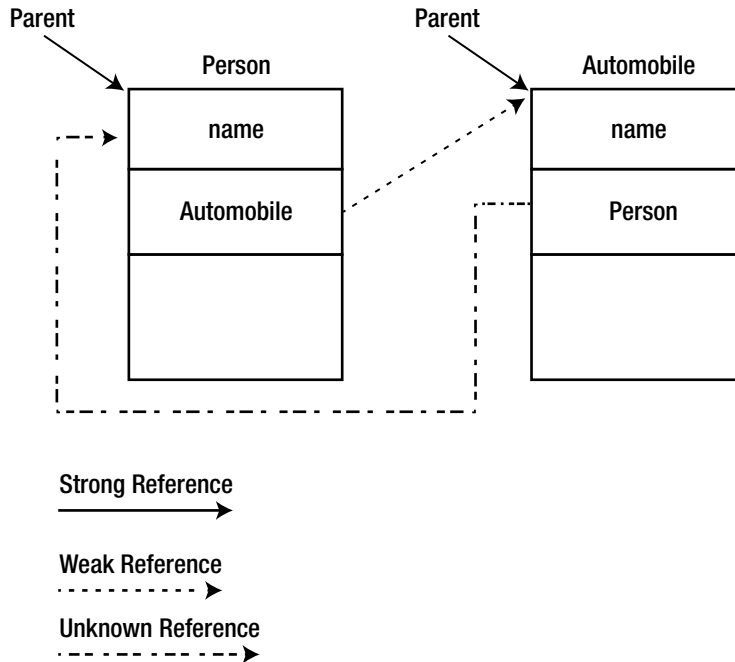 Parent
Parent
Person
Automobile
name
name
Automobile
Person
Strong Reference
Weak Reference
Unknown Reference